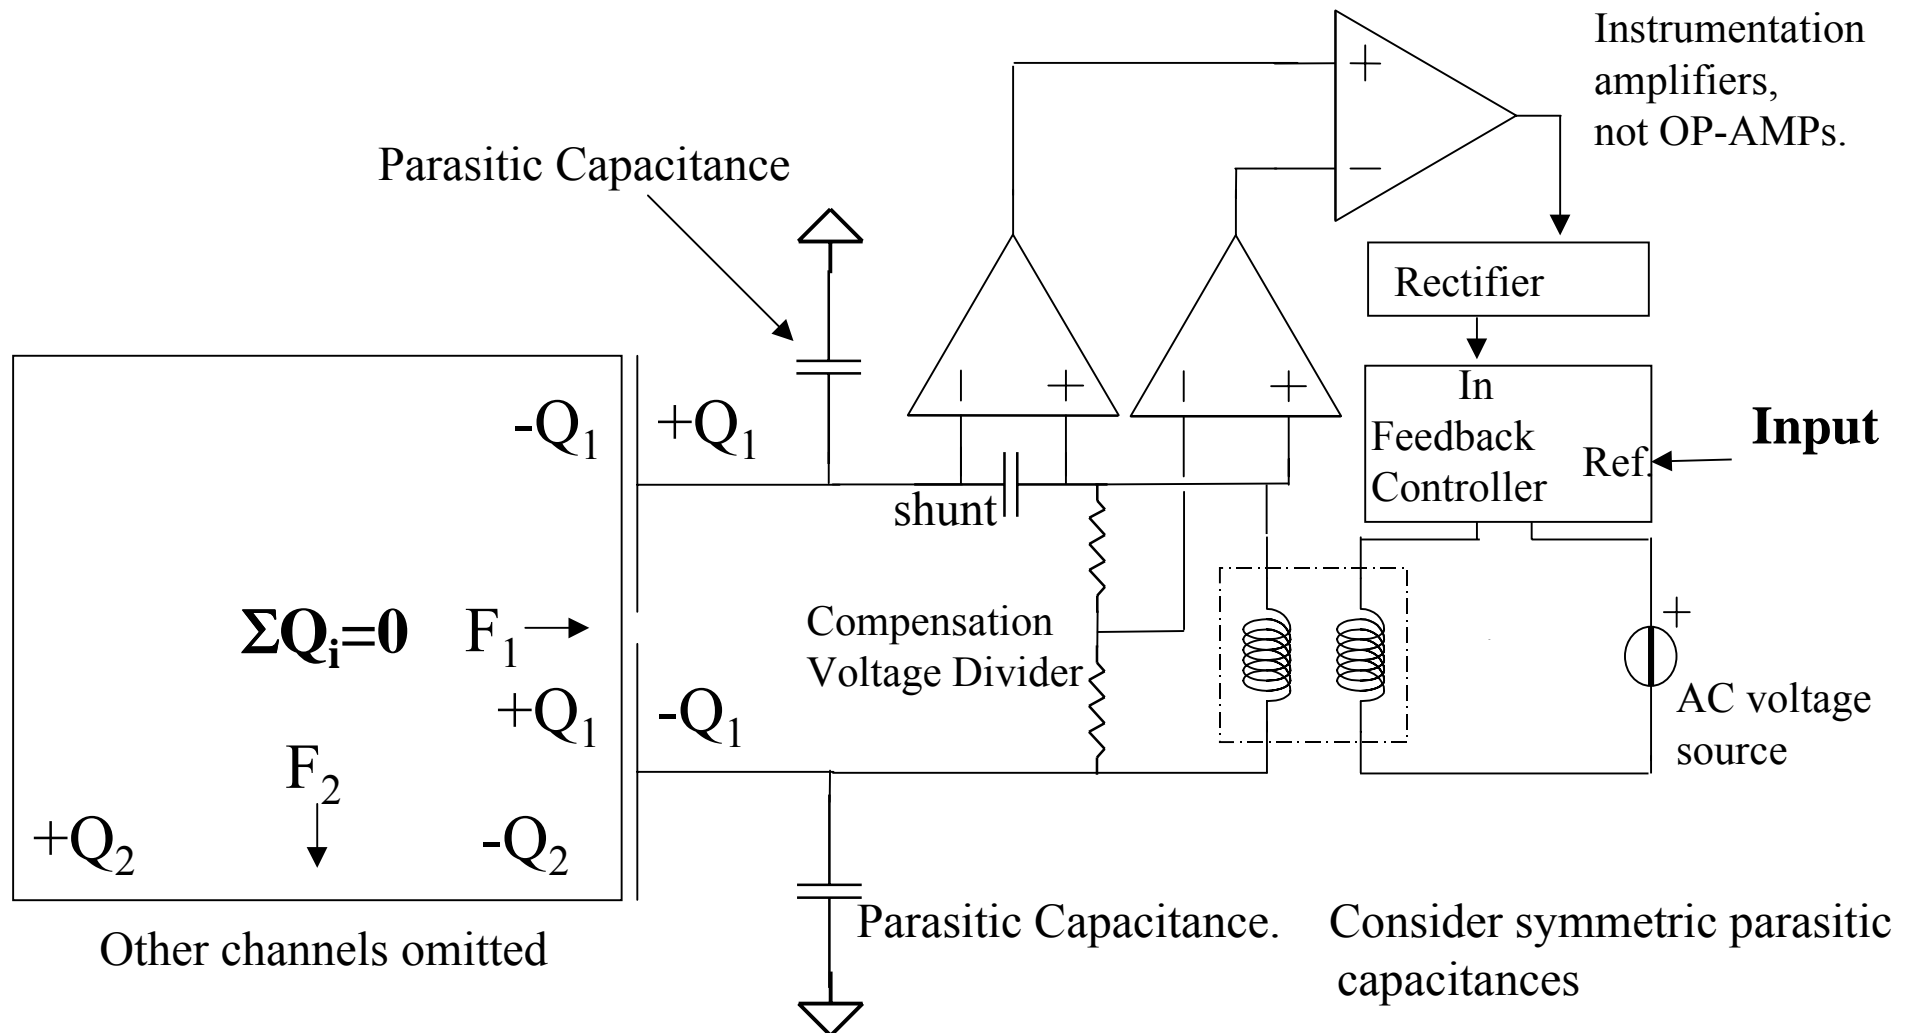 Instrumentation
amplifiers,
not OP-AMPs.
+
−
Parasitic Capacitance
Rectifier
− +
− +
In
Feedback
Controller
Ref.
Input
-Q₁ +Q₁
shunt
ΣQᵢ=0 F₁
Compensation
Voltage Divider
+
+Q₁ -Q₁
AC voltage
source
F₂
+Q₂ -Q₂
Other channels omitted
Parasitic Capacitance.
Consider symmetric parasitic
capacitances